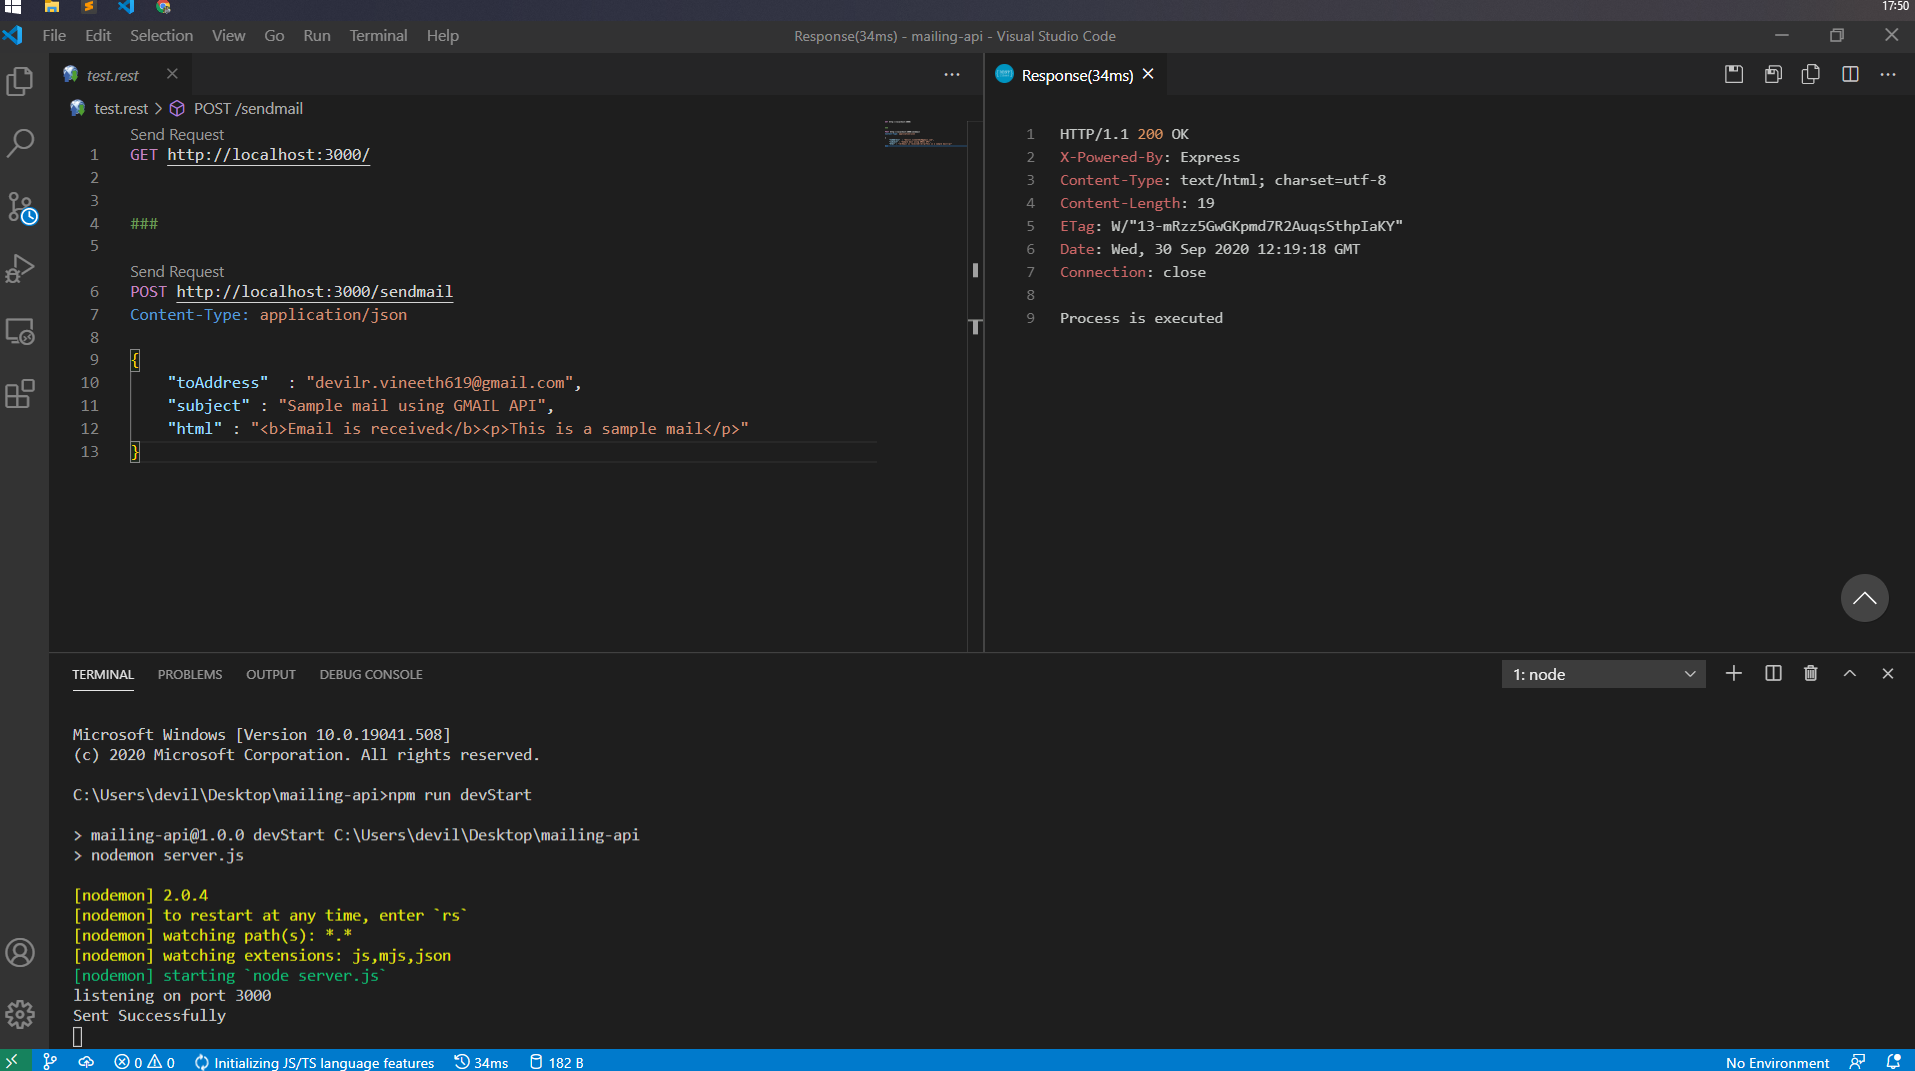 17:50
File Edit Selection View Go Run Terminal Help
Response(34ms) - mailing-api - Visual Studio Code
test.rest
test.rest > POST /sendmail
Send Request
1 GET http://localhost:3000/
2
3
4 ###
5
Send Request
6 POST http://localhost:3000/sendmail
7 Content-Type: application/json
8
9 {
10 "toAddress"  : "devilr.vineeth619@gmail.com",
11 "subject" : "Sample mail using GMAIL API",
12 "html" : "<b>Email is received</b><p>This is a sample mail</p>"
13 }
Response(34ms)
1 HTTP/1.1 200 OK
2 X-Powered-By: Express
3 Content-Type: text/html; charset=utf-8
4 Content-Length: 19
5 ETag: W/"13-mRzz5GwGKpmd7R2AuqsSthpIaKY"
6 Date: Wed, 30 Sep 2020 12:19:18 GMT
7 Connection: close
8
9 Process is executed
TERMINAL PROBLEMS OUTPUT DEBUG CONSOLE
1: node
Microsoft Windows [Version 10.0.19041.508]
(c) 2020 Microsoft Corporation. All rights reserved.
C:\Users\devil\Desktop\mailing-api>npm run devStart
> mailing-api@1.0.0 devStart C:\Users\devil\Desktop\mailing-api
> nodemon server.js
[nodemon] 2.0.4
[nodemon] to restart at any time, enter `rs`
[nodemon] watching path(s): *.*
[nodemon] watching extensions: js,mjs,json
[nodemon] starting `node server.js`
listening on port 3000
Sent Successfully
0 0 Initializing JS/TS language features 34ms 182 B
No Environment